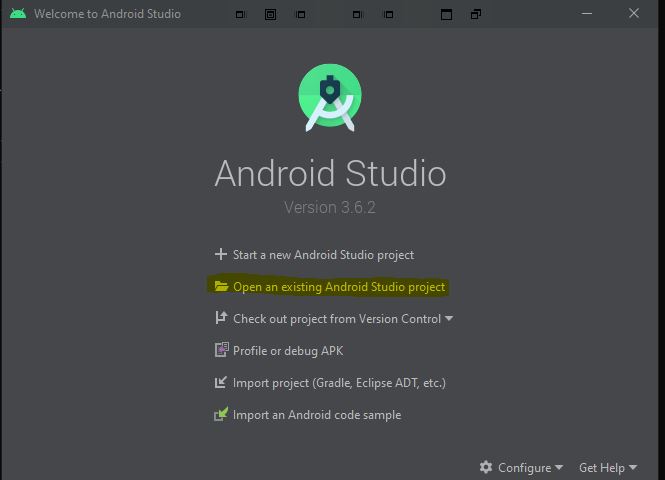 Welcome to Android Studio
Android Studio
Version 3.6.2
Start a new Android Studio project
Open an existing Android Studio project
Check out project from Version Control
Profile or debug APK
Import project (Gradle, Eclipse ADT, etc.)
Import an Android code sample
Configure Get Help